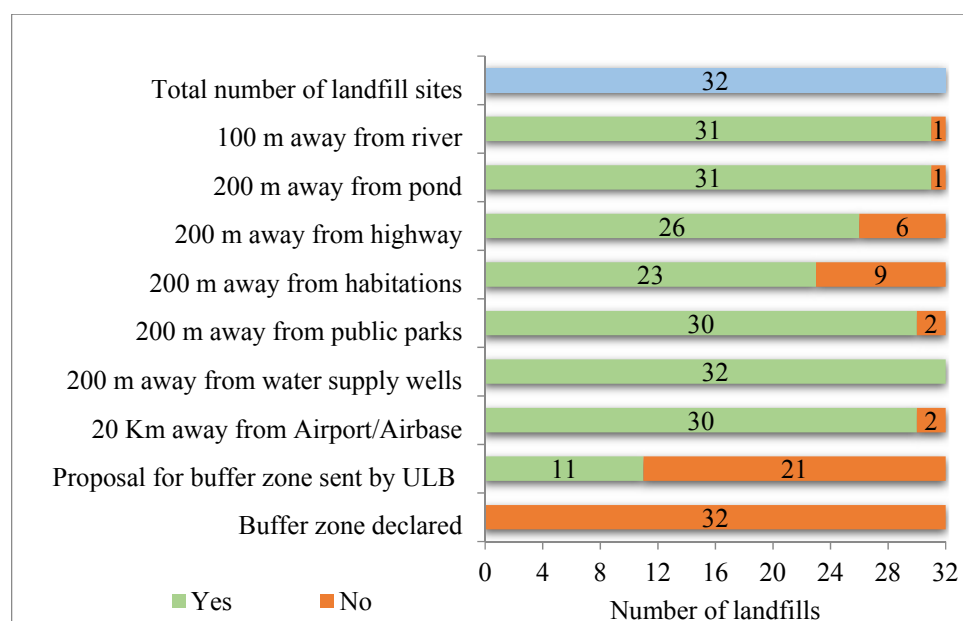 Total number of landfill sites 32
100 m away from river 31 1
200 m away from pond 31 1
200 m away from highway 26 6
200 m away from habitations 23 9
200 m away from public parks 30 2
200 m away from water supply wells 32
20 Km away from Airport/Airbase 30 2
Proposal for buffer zone sent by ULB 11 21
Buffer zone declared 32
0 4 8 12 16 20 24 28 32
Yes No Number of landfills